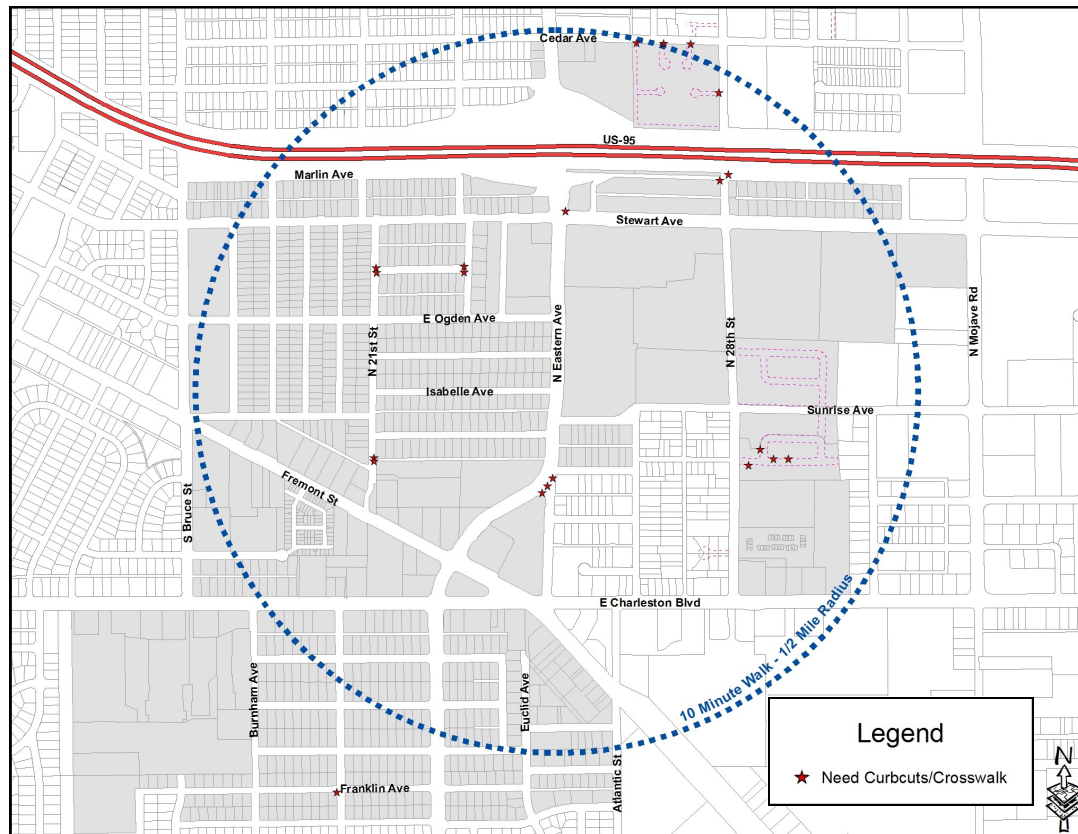 Cedar Ave
US-95
Marlin Ave
Stewart Ave
E Ogden Ave
N 21st St
N Eastern Ave
N 28th St
N Mojave Rd
Isabelle Ave
Sunrise Ave
Fremont St
S Bruce St
E Charleston Blvd
10 Minute Walk - 1/2 Mile Radius
Burnham Ave
Euclid Ave
Atlantic St
Franklin Ave
Legend
Need Curbcuts/Crosswalk
N